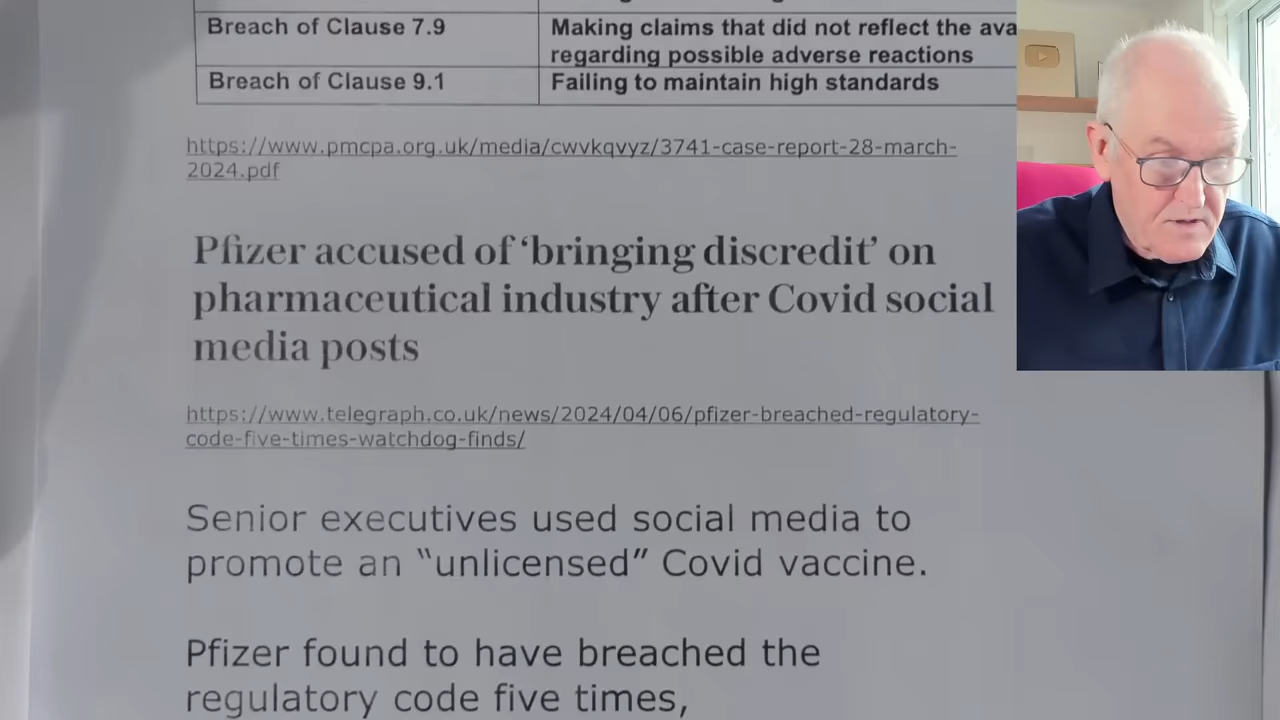 Breach of Clause 7.9
Making claims that did not reflect the ava
regarding possible adverse reactions
Breach of Clause 9.1
Failing to maintain high standards
https://www.pmcpa.org.uk/media/cwvkqvyz/3741-case-report-28-march-
2024.pdf
Pfizer accused of ‘bringing discredit’ on
pharmaceutical industry after Covid social
media posts
https://www.telegraph.co.uk/news/2024/04/06/pfizer-breached-regulatory-
code-five-times-watchdog-finds/
Senior executives used social media to
promote an “unlicensed” Covid vaccine.
Pfizer found to have breached the
regulatory code five times,